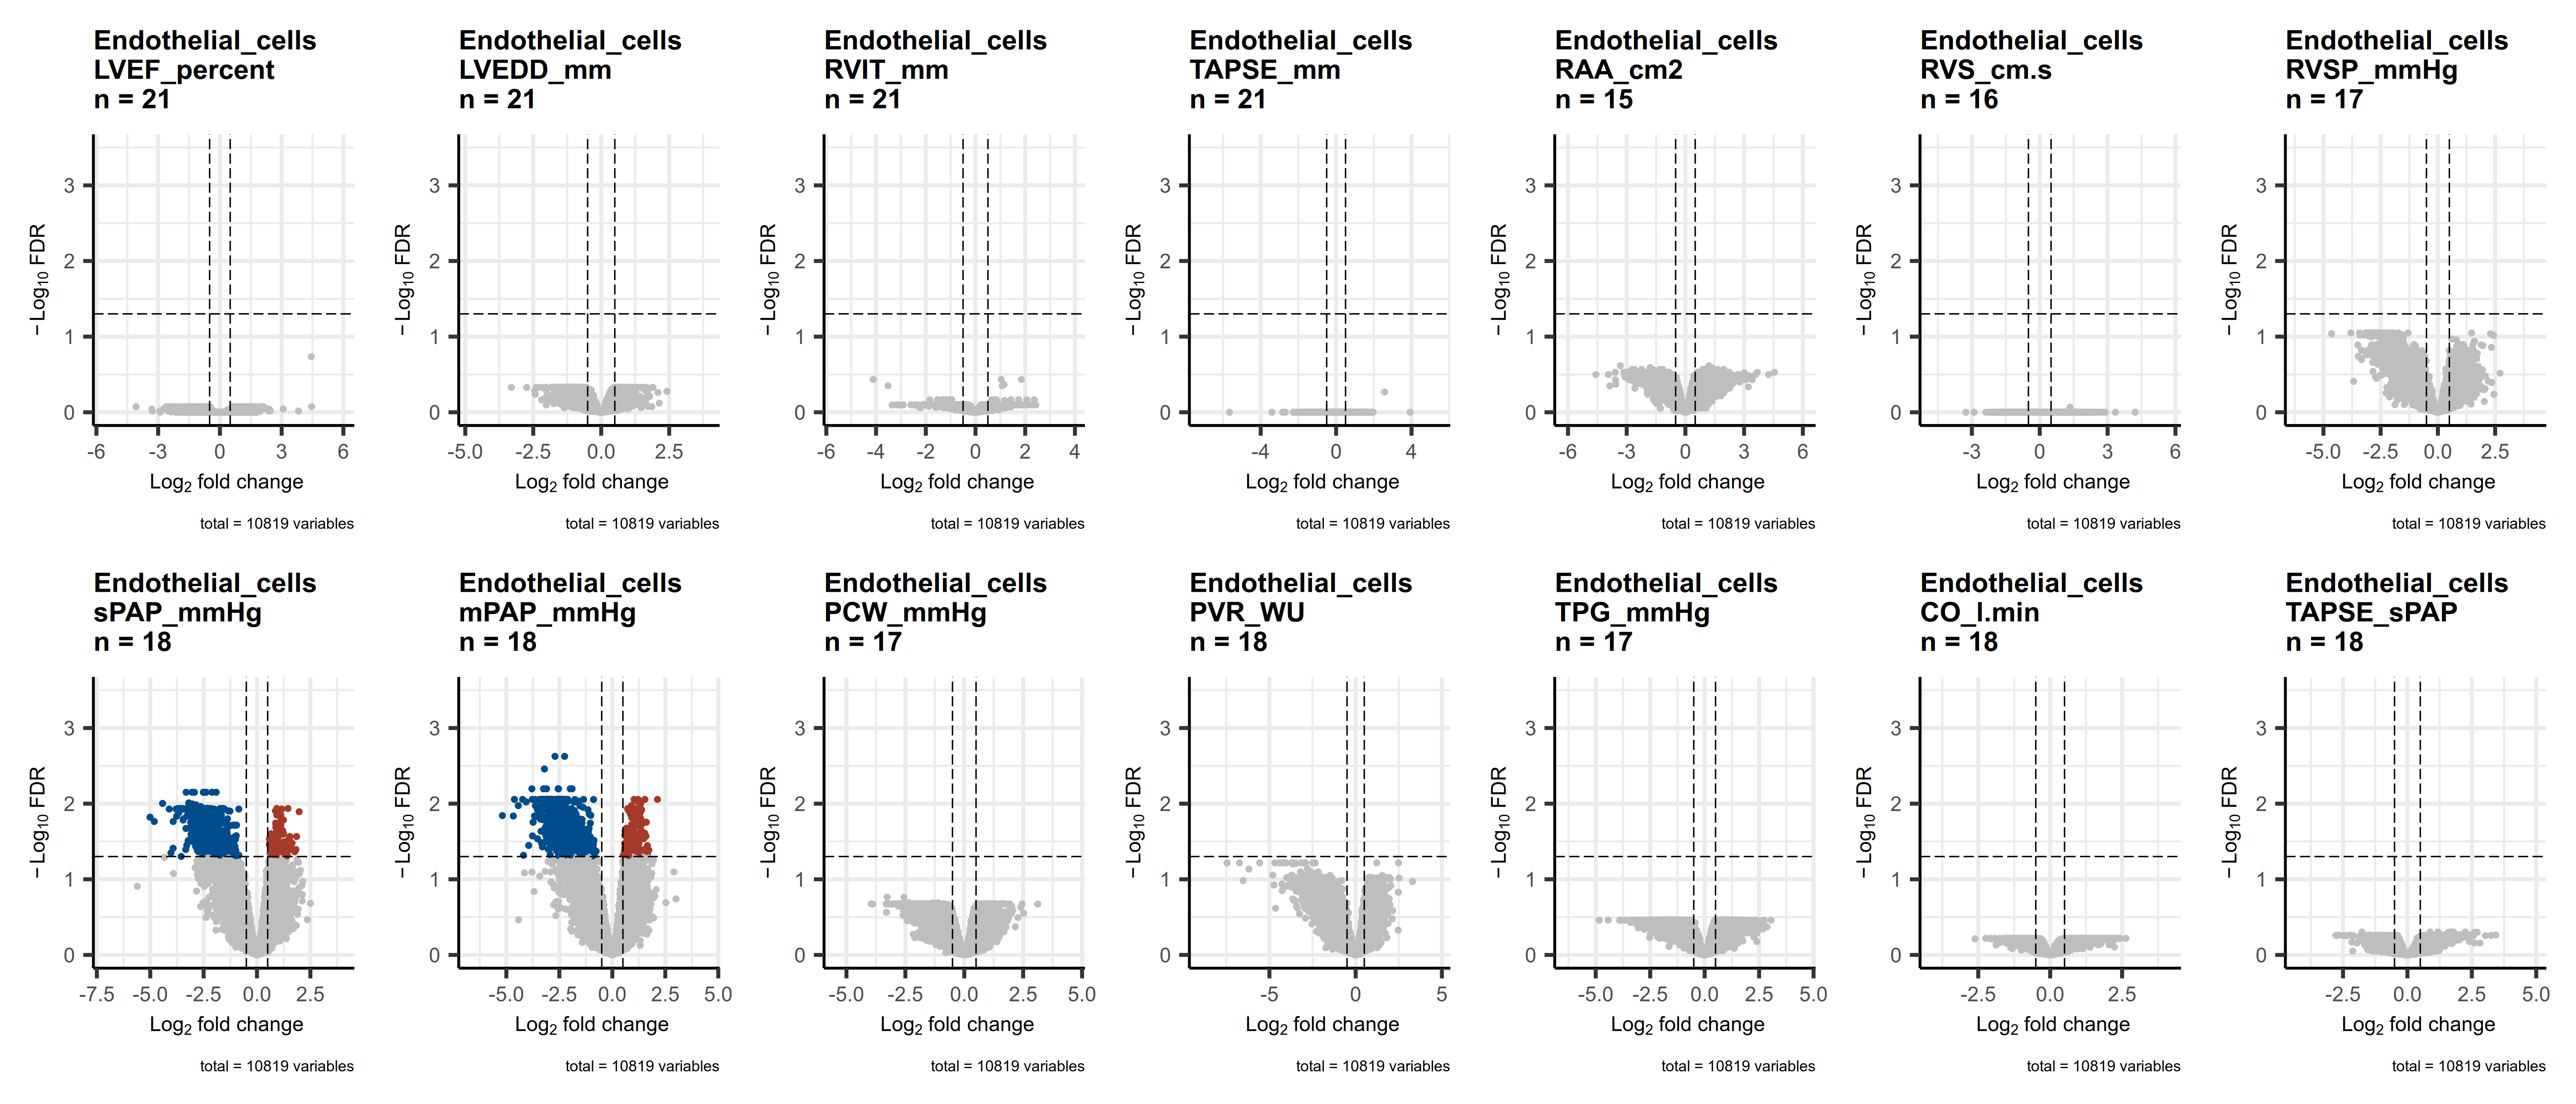 Endothelial_cells
LVEF_percent
n = 21
3
2
1
0
−Log10 FDR
-6 -3 0 3 6
Log2 fold change
total = 10819 variables
Endothelial_cells
LVEDD_mm
n = 21
3
2
1
0
−Log10 FDR
-5.0 -2.5 0.0 2.5
Log2 fold change
total = 10819 variables
Endothelial_cells
RVIT_mm
n = 21
3
2
1
0
−Log10 FDR
-6 -4 -2 0 2 4
Log2 fold change
total = 10819 variables
Endothelial_cells
TAPSE_mm
n = 21
3
2
1
0
−Log10 FDR
-4 0 4
Log2 fold change
total = 10819 variables
Endothelial_cells
RAA_cm2
n = 15
3
2
1
0
−Log10 FDR
-6 -3 0 3 6
Log2 fold change
total = 10819 variables
Endothelial_cells
RVS_cm.s
n = 16
3
2
1
0
−Log10 FDR
-3 0 3 6
Log2 fold change
total = 10819 variables
Endothelial_cells
RVSP_mmHg
n = 17
3
2
1
0
−Log10 FDR
-5.0 -2.5 0.0 2.5
Log2 fold change
total = 10819 variables
Endothelial_cells
sPAP_mmHg
n = 18
3
2
1
0
−Log10 FDR
-7.5 -5.0 -2.5 0.0 2.5
Log2 fold change
total = 10819 variables
Endothelial_cells
mPAP_mmHg
n = 18
3
2
1
0
−Log10 FDR
-5.0 -2.5 0.0 2.5 5.0
Log2 fold change
total = 10819 variables
Endothelial_cells
PCW_mmHg
n = 17
3
2
1
0
−Log10 FDR
-5.0 -2.5 0.0 2.5 5.0
Log2 fold change
total = 10819 variables
Endothelial_cells
PVR_WU
n = 18
3
2
1
0
−Log10 FDR
-5 0 5
Log2 fold change
total = 10819 variables
Endothelial_cells
TPG_mmHg
n = 17
3
2
1
0
−Log10 FDR
-5.0 -2.5 0.0 2.5 5.0
Log2 fold change
total = 10819 variables
Endothelial_cells
CO_l.min
n = 18
3
2
1
0
−Log10 FDR
-2.5 0.0 2.5
Log2 fold change
total = 10819 variables
Endothelial_cells
TAPSE_sPAP
n = 18
3
2
1
0
−Log10 FDR
-2.5 0.0 2.5 5.0
Log2 fold change
total = 10819 variables